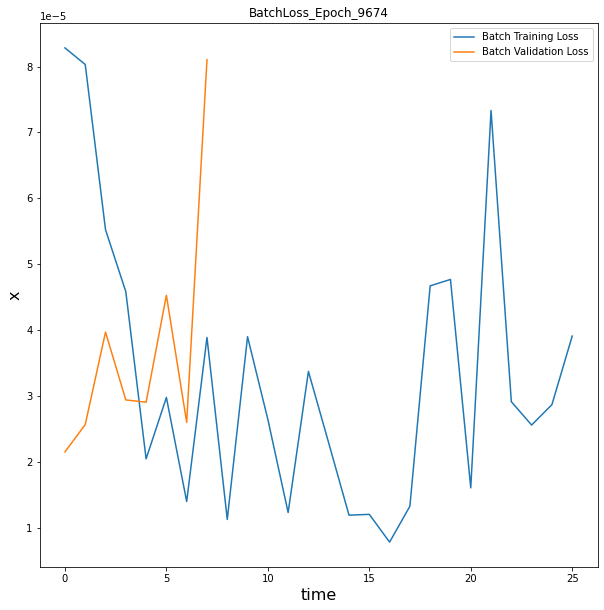 BatchLoss_Epoch_9674
1e−5
Batch Training Loss
Batch Validation Loss
8
7
6
5
4
3
2
1
x
0 5 10 15 20 25
time